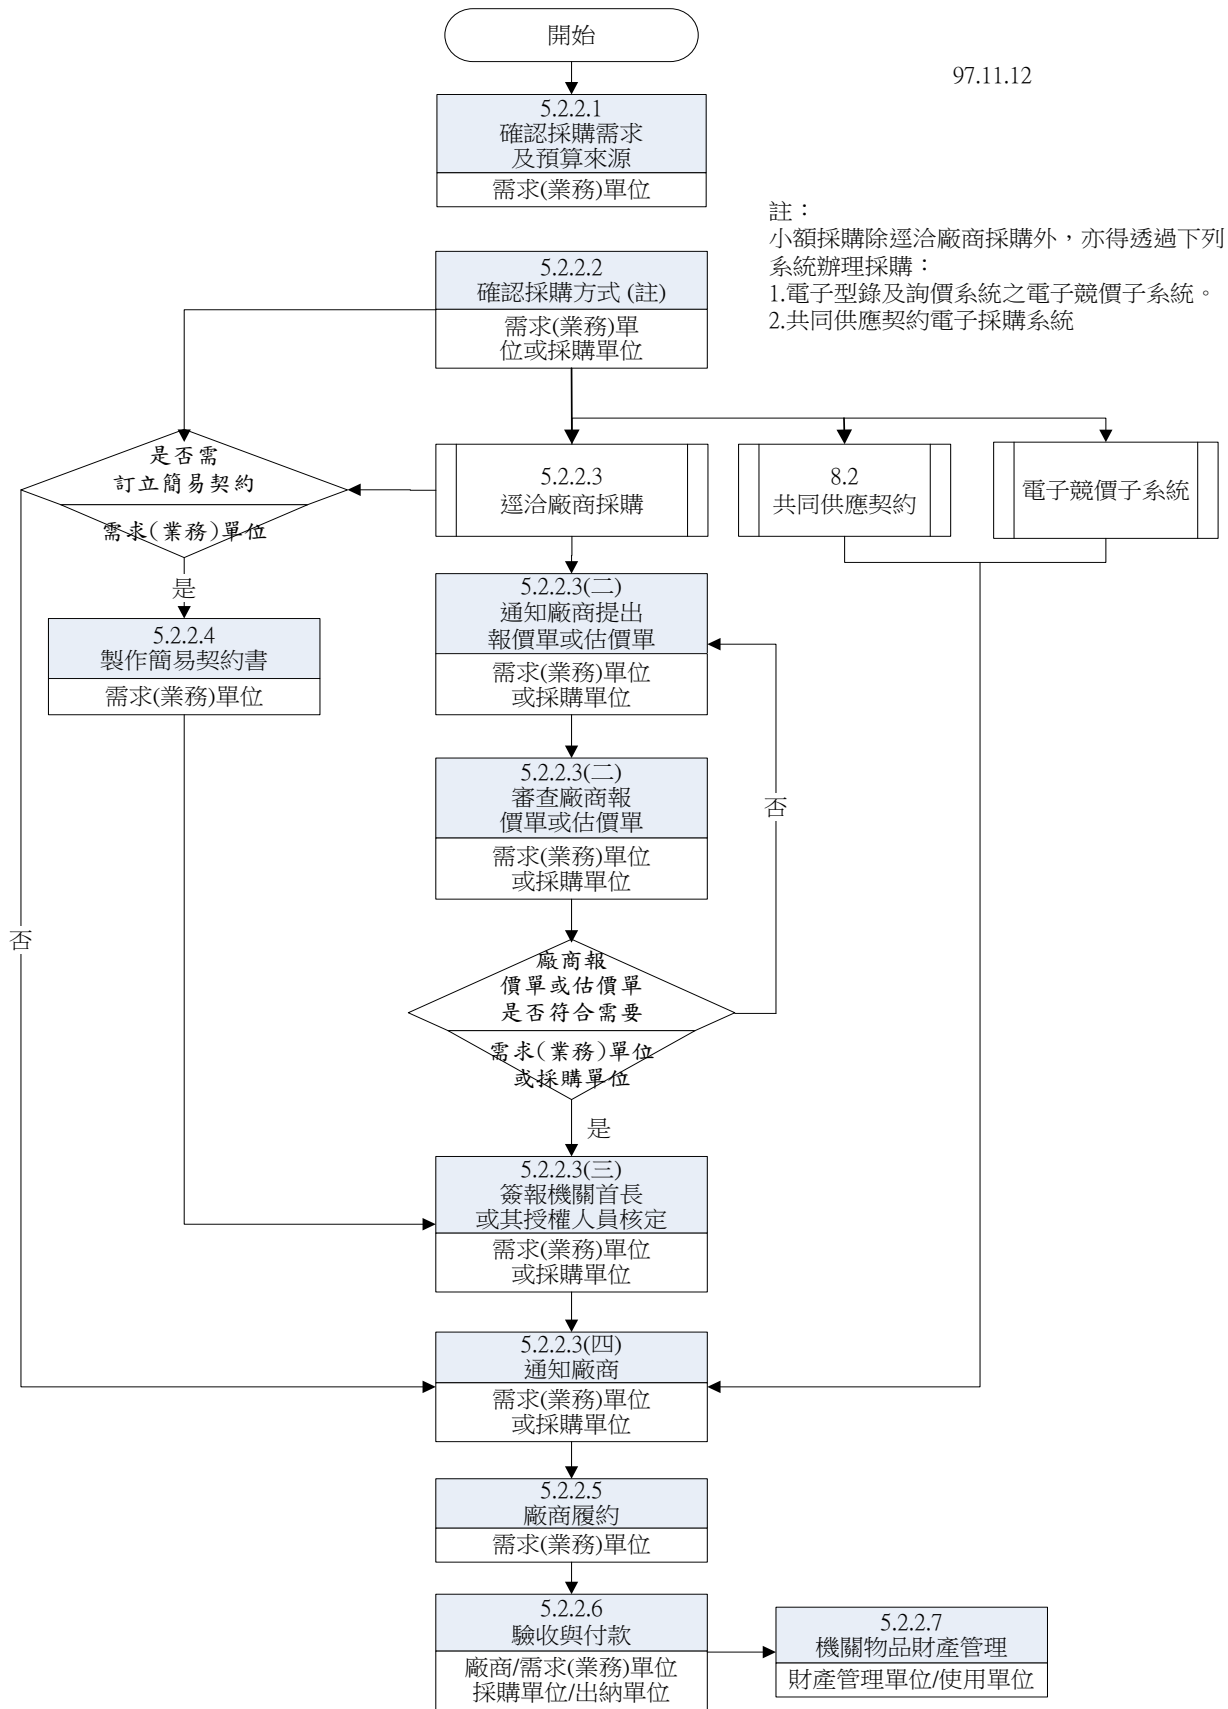 開始
97.11.12
5.2.2.1
確認採購需求
及預算來源
需求(業務)單位
註：
小額採購除逕洽廠商採購外，亦得透過下列
系統辦理採購：
1.電子型錄及詢價系統之電子競價子系統。
2.共同供應契約電子採購系統
5.2.2.2
確認採購方式 (註)
需求(業務)單
位或採購單位
是否需
訂立簡易契約
需求(業務)單位
5.2.2.3
逕洽廠商採購
8.2
共同供應契約
電子競價子系統
是
5.2.2.4
製作簡易契約書
需求(業務)單位
5.2.2.3(二)
通知廠商提出
報價單或估價單
需求(業務)單位
或採購單位
5.2.2.3(二)
審查廠商報
價單或估價單
需求(業務)單位
或採購單位
否
否
廠商報
價單或估價單
是否符合需要
需求(業務)單位
或採購單位
是
5.2.2.3(三)
簽報機關首長
或其授權人員核定
需求(業務)單位
或採購單位
5.2.2.3(四)
通知廠商
需求(業務)單位
或採購單位
5.2.2.5
廠商履約
需求(業務)單位
5.2.2.6
驗收與付款
廠商/需求(業務)單位
採購單位/出納單位
5.2.2.7
機關物品財產管理
財產管理單位/使用單位